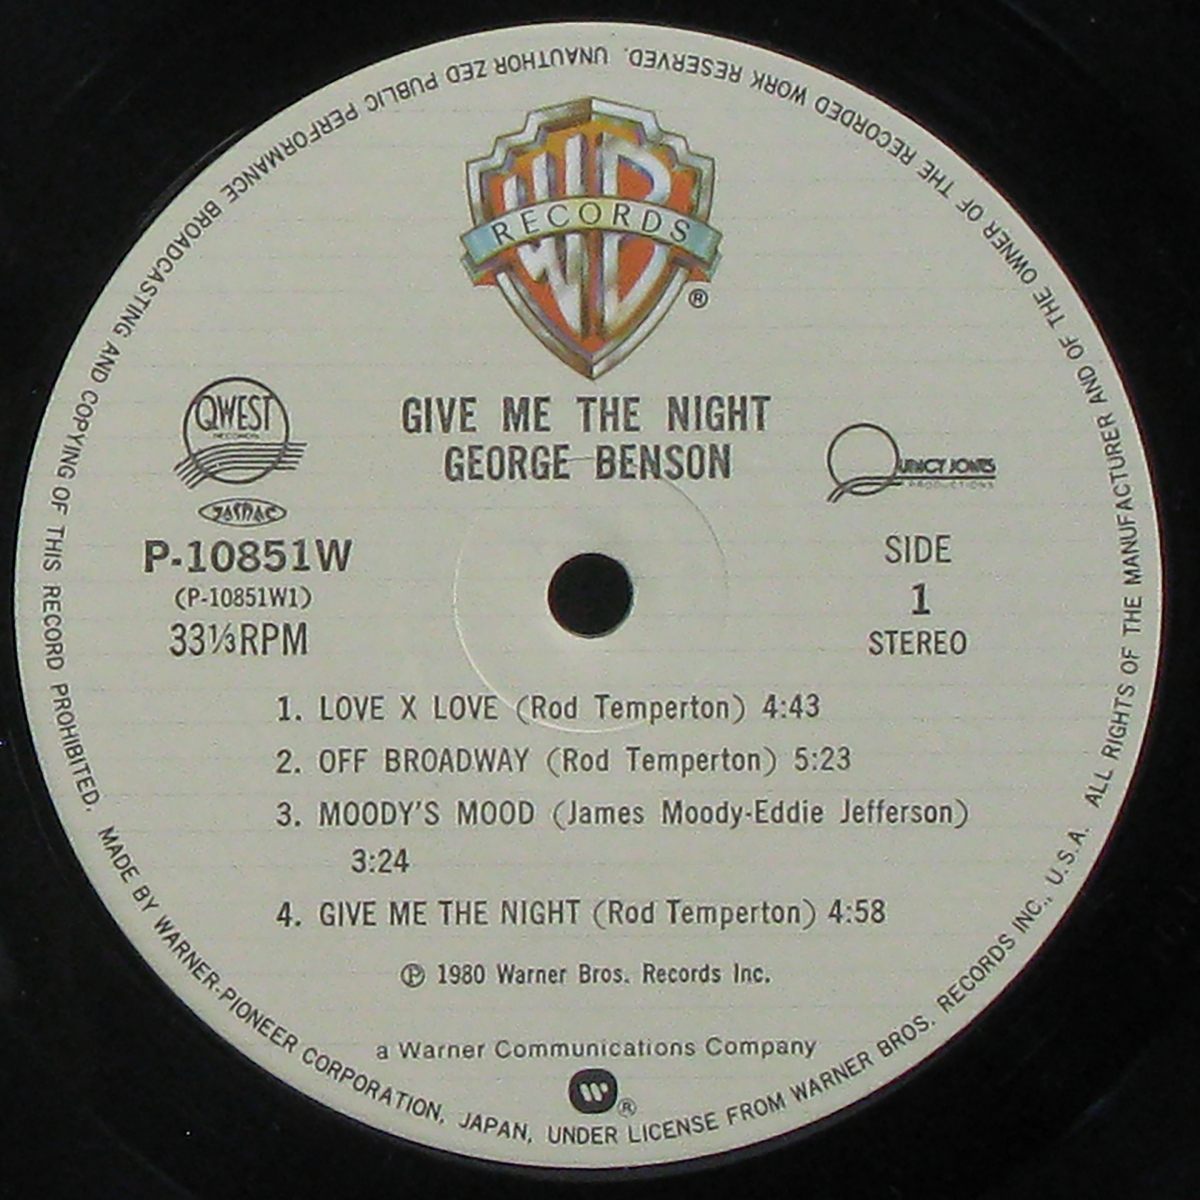 WB
RECORDS
®
GIVE ME THE NIGHT
GEORGE BENSON
QWEST
RECORDS
JASRAC
P-10851W
(P-10851W1)
33⅓RPM
QUINCY JONES
PRODUCTIONS
SIDE
1
STEREO
1. LOVE X LOVE (Rod Temperton) 4:43
2. OFF BROADWAY (Rod Temperton) 5:23
3. MOODY'S MOOD (James Moody-Eddie Jefferson)
3:24
4. GIVE ME THE NIGHT (Rod Temperton) 4:58
℗ 1980 Warner Bros. Records Inc.
a Warner Communications Company
®
MADE BY WARNER-PIONEER CORPORATION, JAPAN, UNDER LICENSE FROM WARNER BROS. RECORDS INC., U.S.A. ALL RIGHTS OF THE MANUFACTURER AND OF THE OWNER OF THE RECORDED WORK RESERVED. UNAUTHOR ZED PUBLIC PERFORMANCE BROADCASTING AND COPYING OF THIS RECORD PROHIBITED.